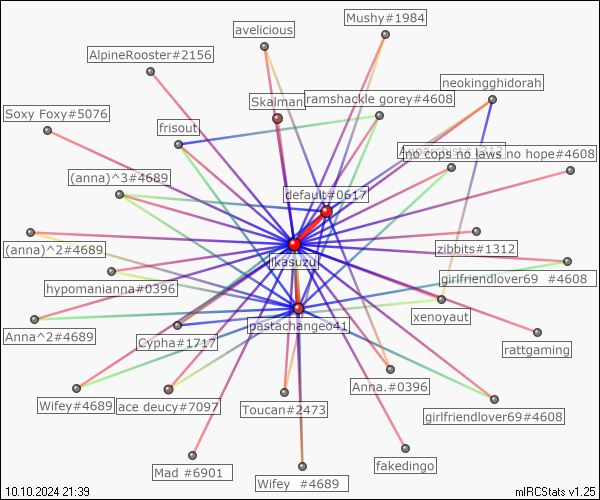 Mushy#1984
avelicious
AlpineRooster#2156
neokingghidorah
Skalman
ramshackle gorey#4608
Soxy Foxy#5076
frisout
Anparchist#1312
no cops no laws no hope#4608
(anna)^3#4689
default#0617
(anna)^2#4689
ikasuzu
zibbits#1312
girlfriendlover69 #4608
hypomanianna#0396
xenoyaut
pastachangeo41
Anna^2#4689
Cypha#1717
rattgaming
Anna.#0396
Wifey#4689
ace deucy#7097
Toucan#2473
girlfriendlover69#4608
Mad #6901
fakedingo
Wifey #4689
10.10.2024 21:39
mIRCStats v1.25